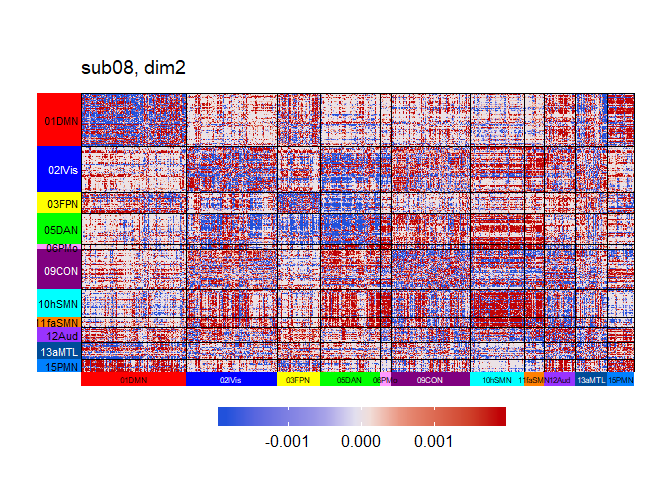 sub08, dim2
01DMN
02lVis
03FPN
05DAN
06PMo
09CON
10hSMN
11faSMN
12Aud
13aMTL
15PMN
01DMN 02lVis 03FPN 05DAN 06PMo 09CON 10hSMN 11faSMN 12Aud 13aMTL 15PMN
-0.001 0.000 0.001